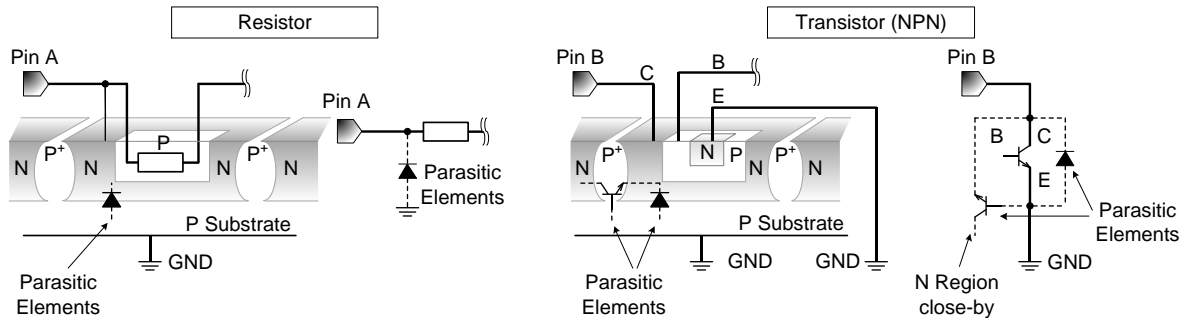 Resistor
Transistor (NPN)
Pin A
Pin B
Pin B
C
B
E
Pin A
N
P+
N
P
P+
N
N
P+
N
N
P
P+
N
B
C
E
Parasitic
Elements
P Substrate
P Substrate
Parasitic
Elements
GND
GND
GND
GND
Parasitic
Elements
Parasitic
Elements
N Region
close-by